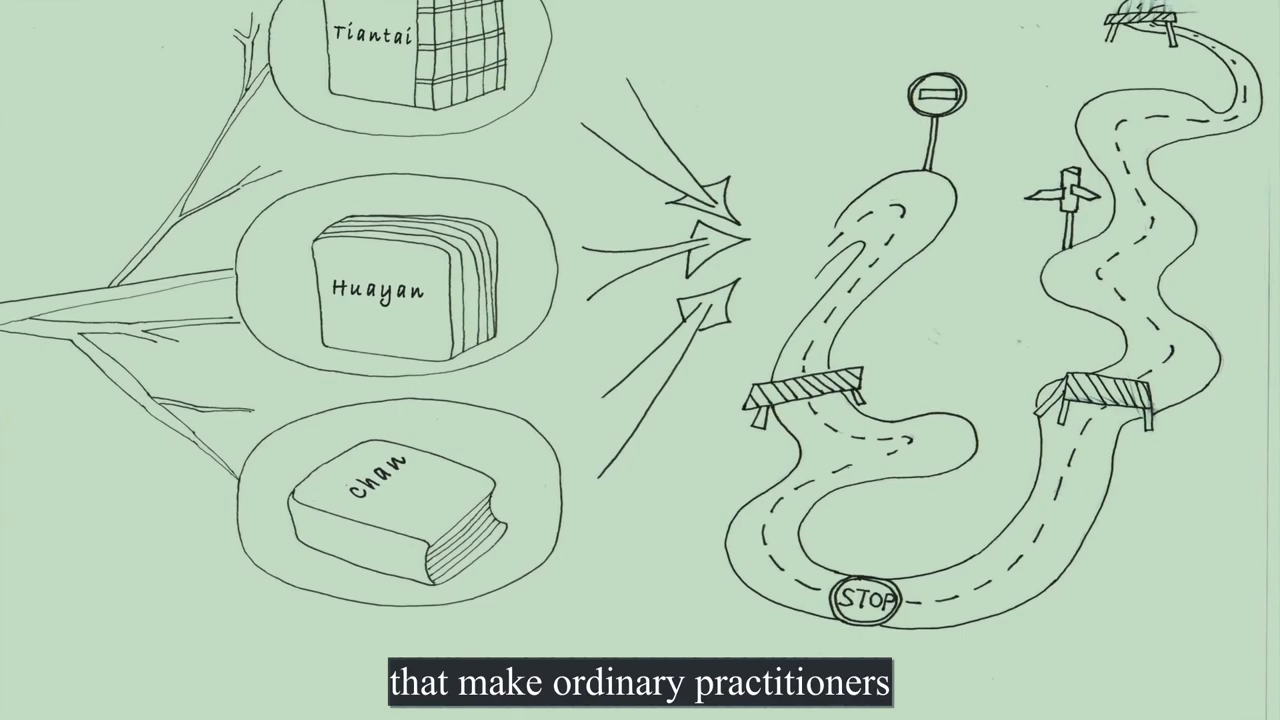 Tiantai
Huayan
chan
STOP
that make ordinary practitioners